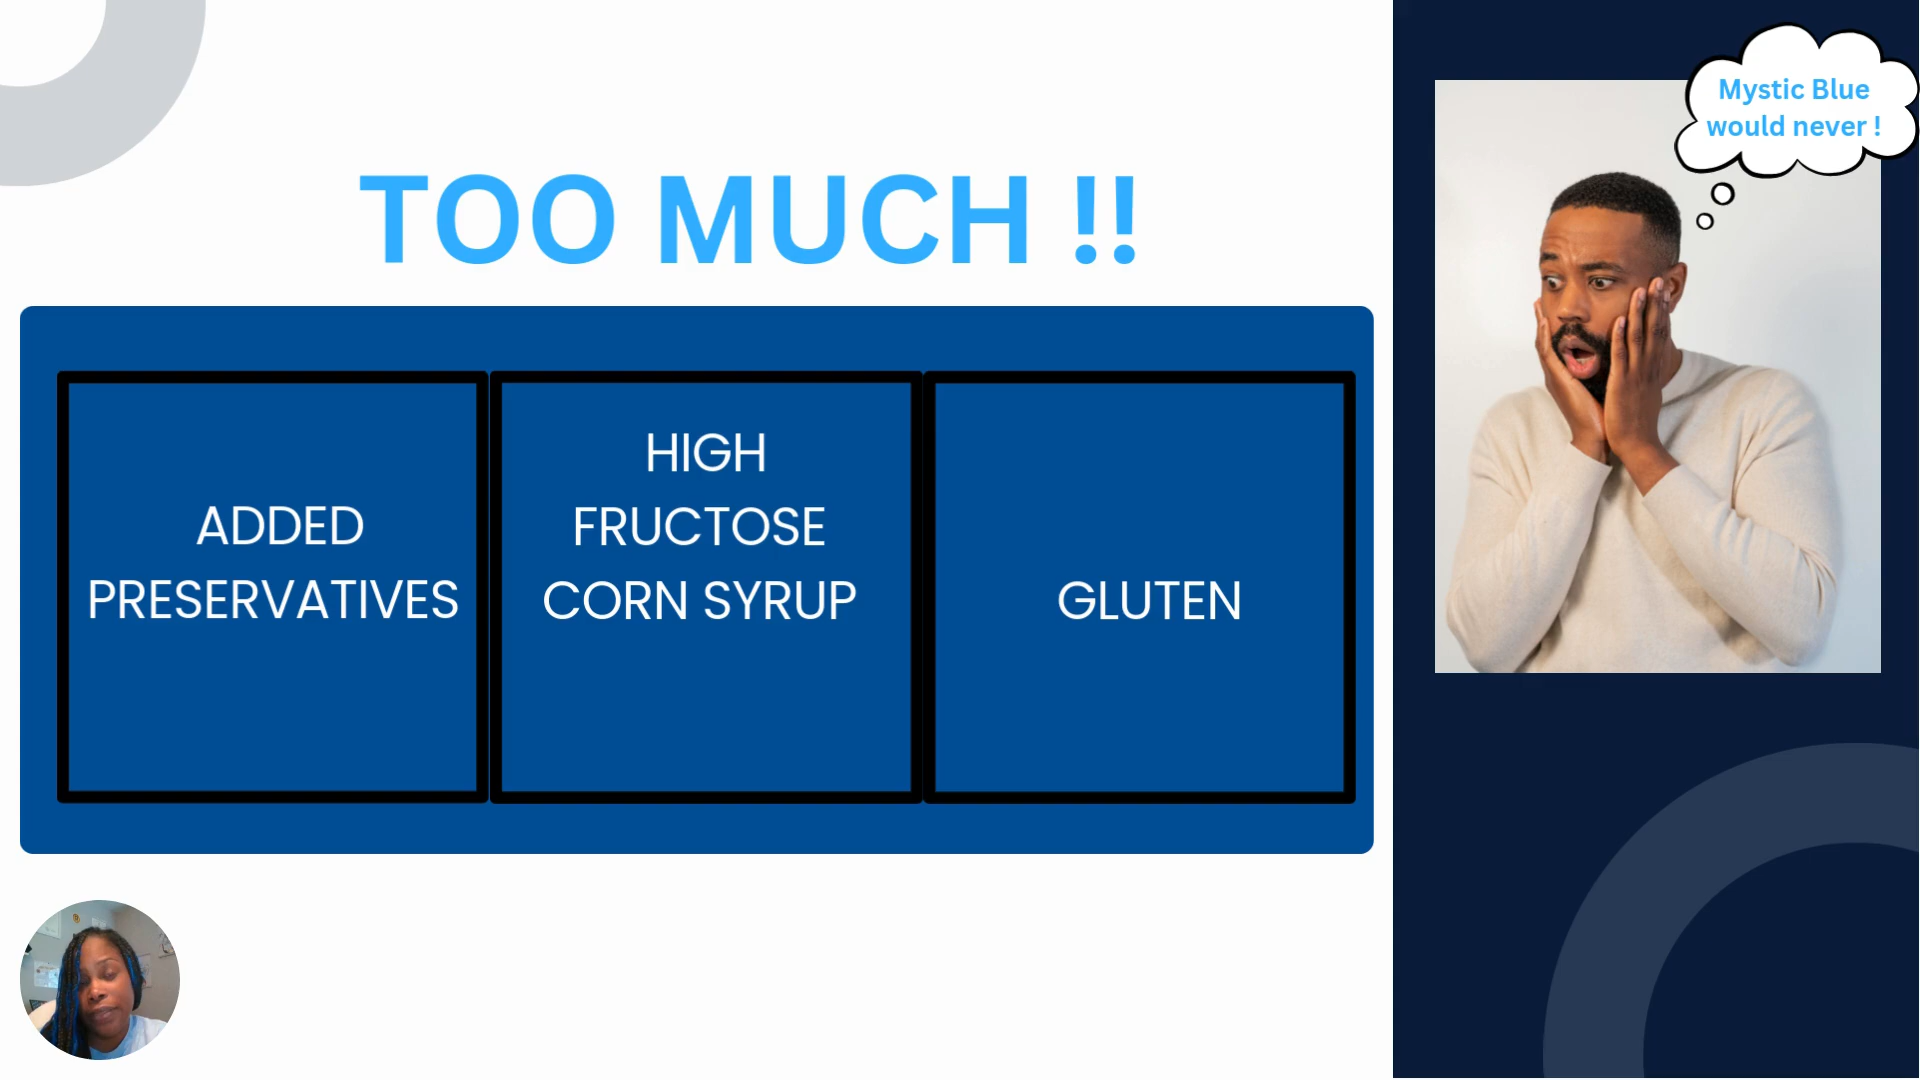 TOO MUCH !!
ADDED
PRESERVATIVES
HIGH
FRUCTOSE
CORN SYRUP
GLUTEN
Mystic Blue
would never !